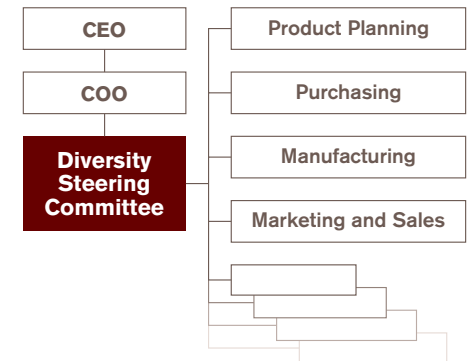 CEO
COO
Diversity
Steering
Committee
Product Planning
Purchasing
Manufacturing
Marketing and Sales